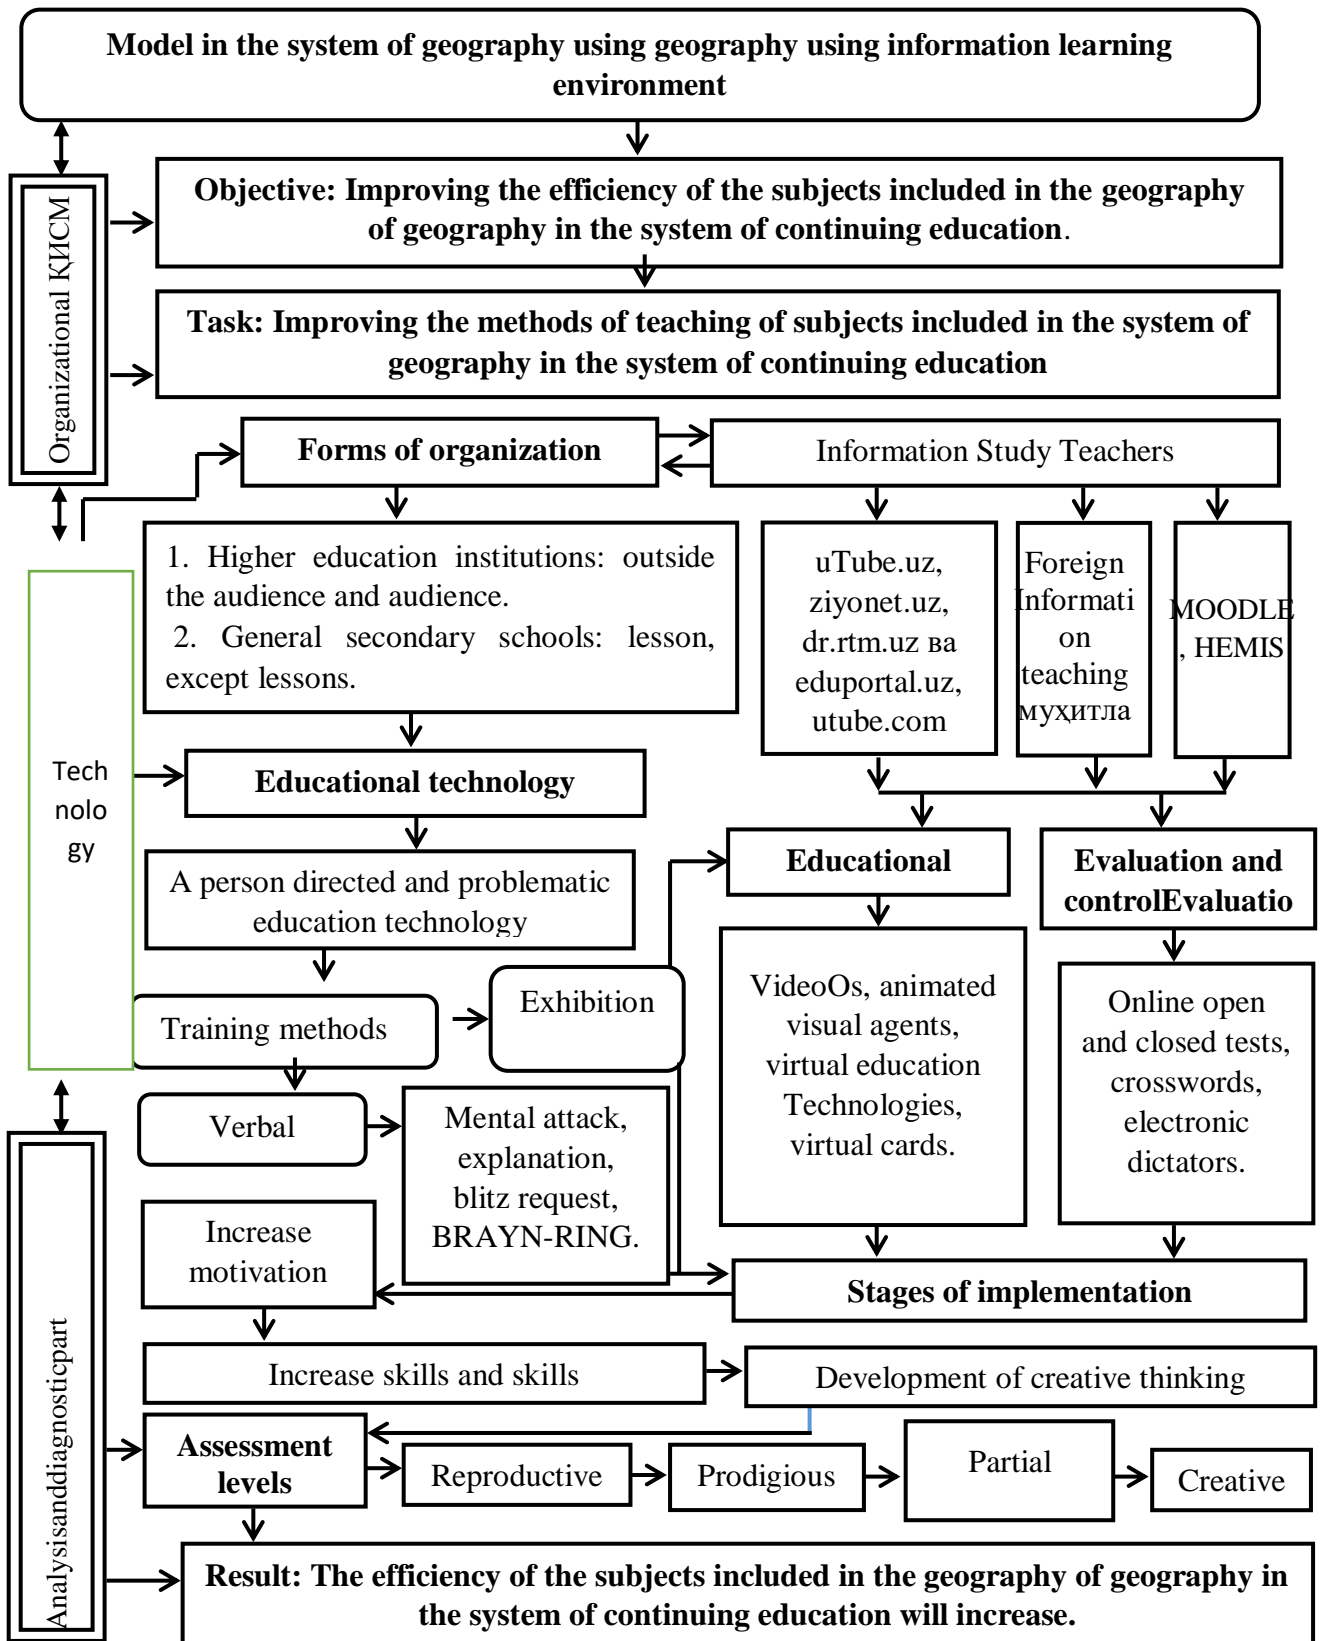 Model in the system of geography using geography using information learning
environment
Objective: Improving the efficiency of the subjects included in the geography
of geography in the system of continuing education.
Organizational ҚИСМ
Task: Improving the methods of teaching of subjects included in the system of
geography in the system of continuing education
Forms of organization
Information Study Teachers
1. Higher education institutions: outside
the audience and audience.
2. General secondary schools: lesson,
except lessons.
uTube.uz,
ziyonet.uz,
dr.rtm.uz ва
eduportal.uz,
utube.com
Foreign
Informati
on
teaching
муҳитла
MOODLE
, HEMIS
Tech
nolo
gy
Educational technology
A person directed and problematic
education technology
Educational
Evaluation and
controlEvaluatio
Training methods
Exhibition
VideoOs, animated
visual agents,
virtual education
Technologies,
virtual cards.
Online open
and closed tests,
crosswords,
electronic
dictators.
Verbal
Mental attack,
explanation,
blitz request,
BRAYN-RING.
Increase
motivation
Stages of implementation
Increase skills and skills
Development of creative thinking
Analysisanddiagnosticpart
Assessment
levels
Reproductive
Prodigious
Partial
Creative
Result: The efficiency of the subjects included in the geography of geography in
the system of continuing education will increase.